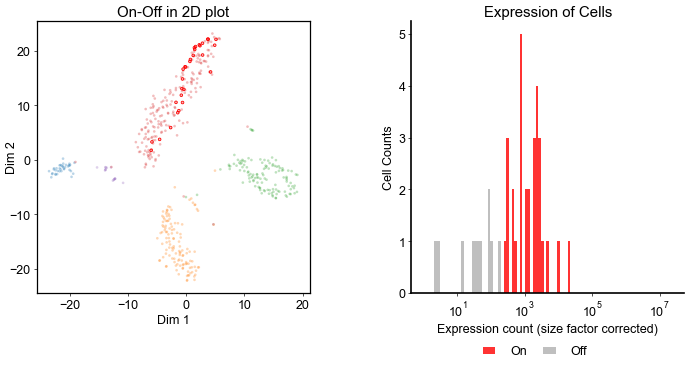 On-Off in 2D plot
Expression of Cells
20
10
0
−10
−20
Dim 2
−20
−10
0
10
20
Dim 1
5
4
3
2
1
0
Cell Counts
10^1
10^3
10^5
10^7
Expression count (size factor corrected)
On
Off